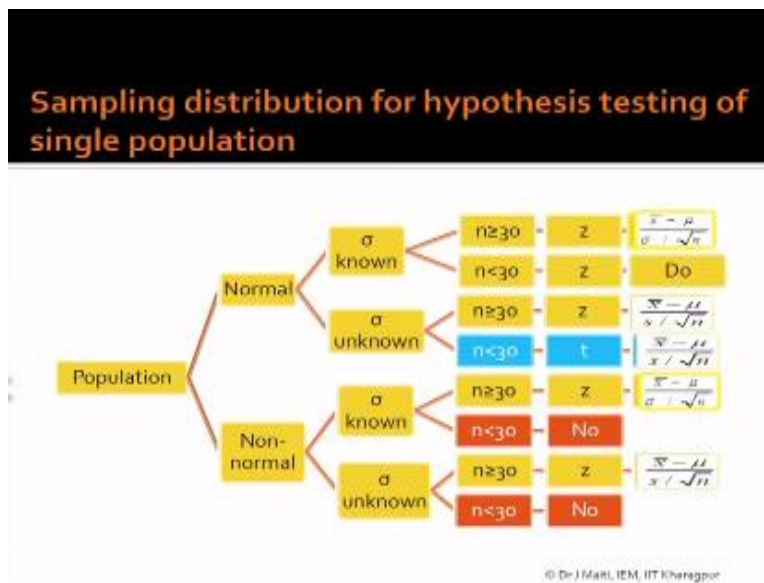 Sampling distribution for hypothesis testing of
single population
Population
Normal
Non-
normal
σ
known
σ
unknown
σ
known
σ
unknown
n≥30
z
x̄ - μ
σ / √n
n<30
z
Do
n≥30
z
x̄ - μ
s / √n
n<30
t
x̄ - μ
s / √n
n≥30
z
x̄ - μ
σ / √n
n<30
No
n≥30
z
x̄ - μ
s / √n
n<30
No
© Dr J Maiti, IEM, IIT Kharagpur